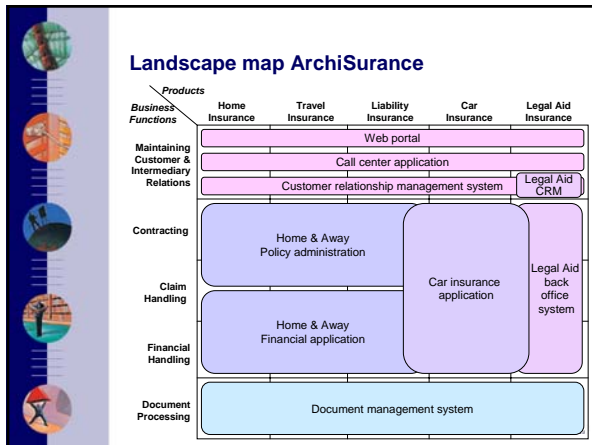 Landscape map ArchiSurance
Products
Business
Functions
Home
Insurance
Travel
Insurance
Liability
Insurance
Car
Insurance
Legal Aid
Insurance
Maintaining
Customer &
Intermediary
Relations
Web portal
Call center application
Customer relationship management system
Legal Aid
CRM
Contracting
Home & Away
Policy administration
Car insurance
application
Legal Aid
back
office
system
Claim
Handling
Home & Away
Financial application
Financial
Handling
Document
Processing
Document management system